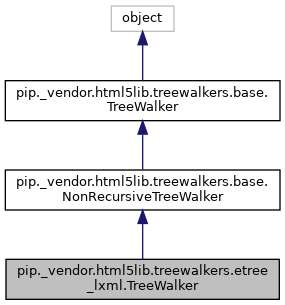 object
pip._vendor.html5lib.treewalkers.base.
TreeWalker
pip._vendor.html5lib.treewalkers.base.
NonRecursiveTreeWalker
pip._vendor.html5lib.treewalkers.etree
_lxml.TreeWalker